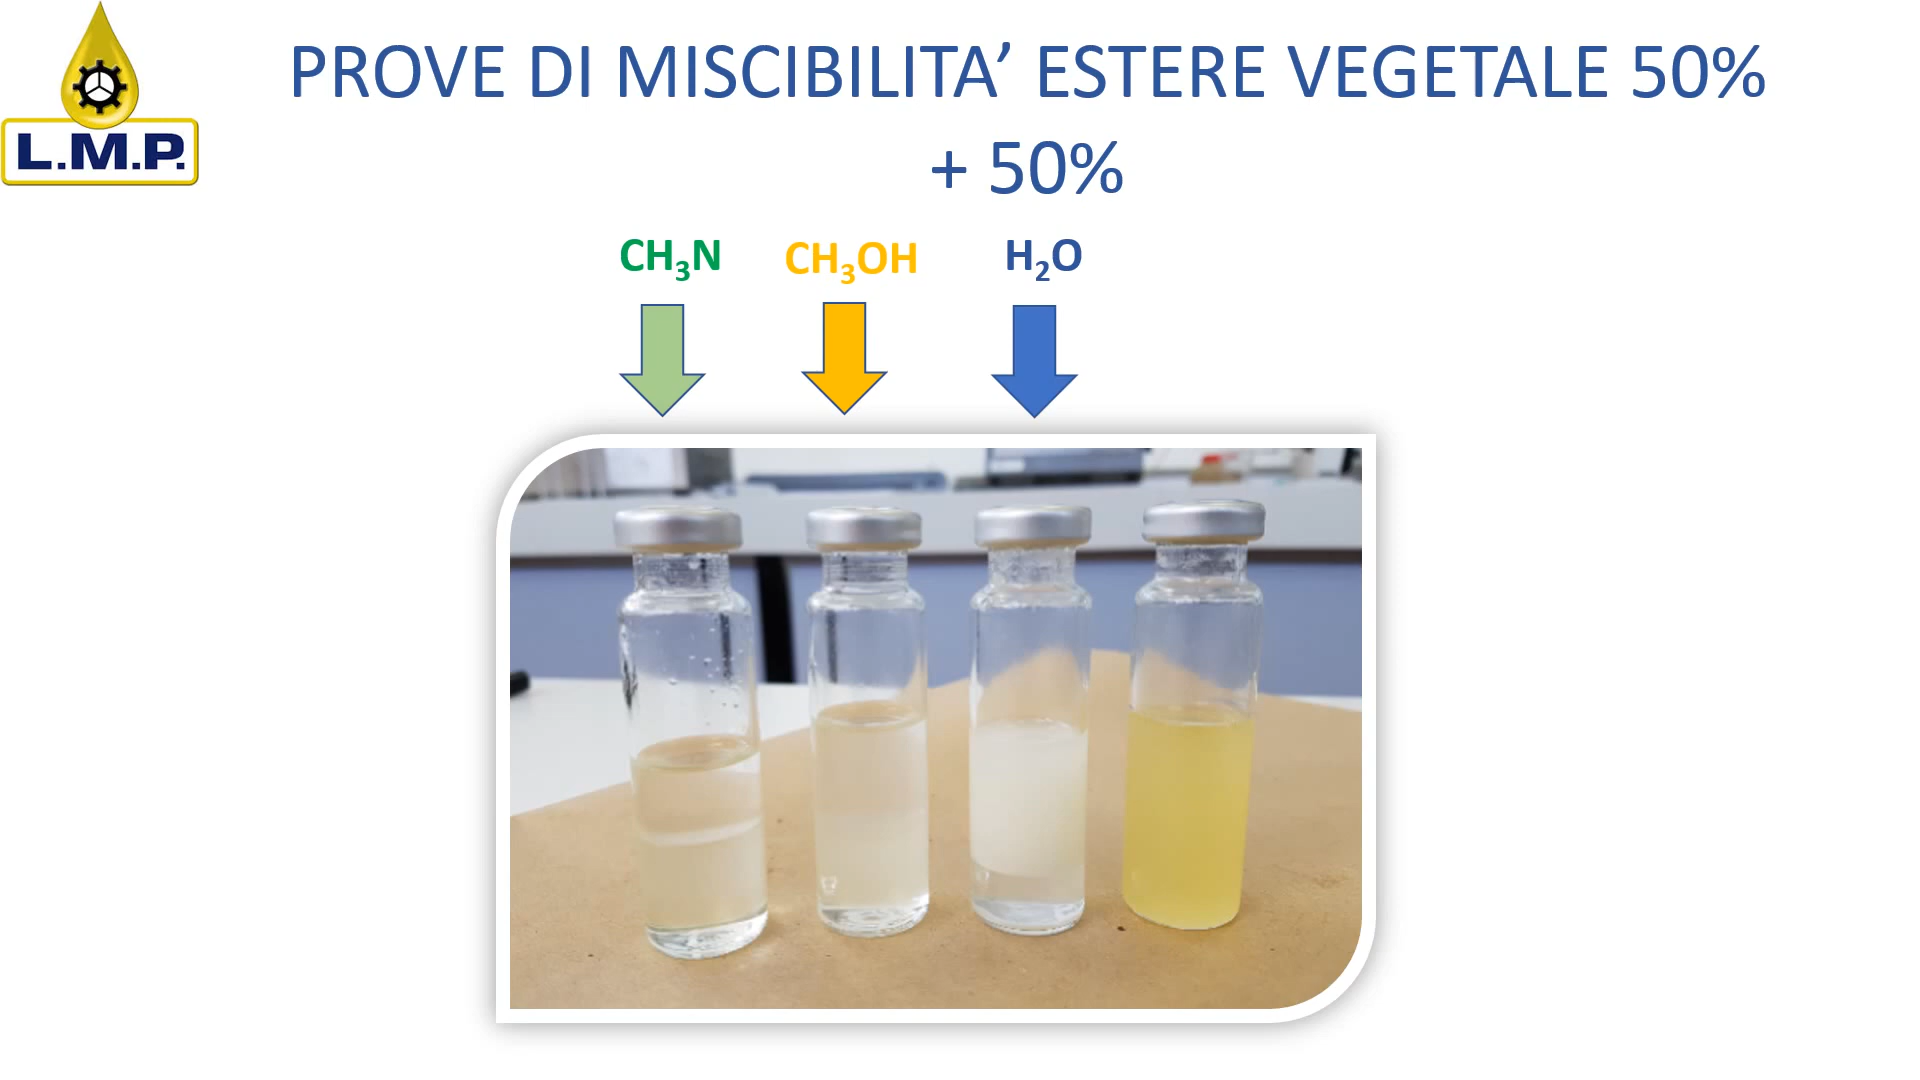 L.M.P.
PROVE DI MISCIBILITA’ ESTERE VEGETALE 50%
+ 50%
CH₃N CH₃OH H₂O